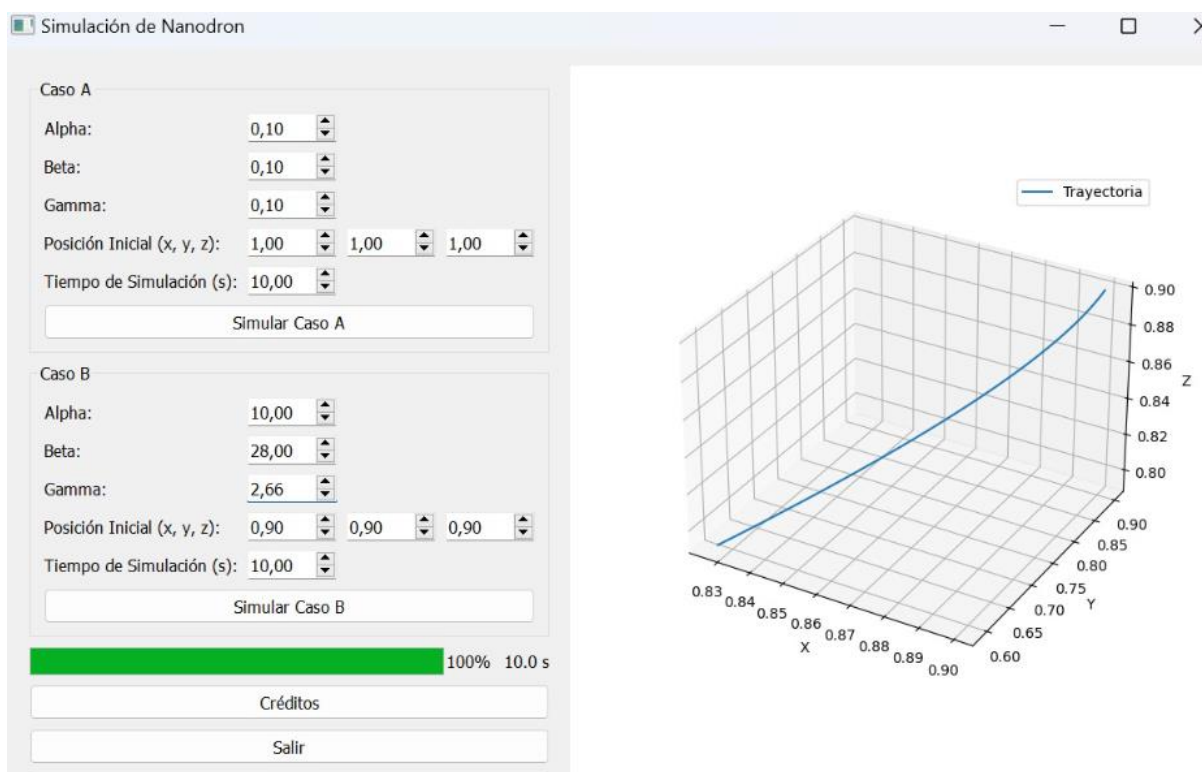 Simulación de Nanodron
Caso A
Alpha: 0,10
Beta: 0,10
Gamma: 0,10
Posición Inicial (x, y, z): 1,00 1,00 1,00
Tiempo de Simulación (s): 10,00
Simular Caso A
Caso B
Alpha: 10,00
Beta: 28,00
Gamma: 2,66
Posición Inicial (x, y, z): 0,90 0,90 0,90
Tiempo de Simulación (s): 10,00
Simular Caso B
100% 10.0 s
Créditos
Salir
Trayectoria
0.90
0.88
0.86
Z
0.84
0.82
0.80
0.90
0.85
0.80
0.75
Y
0.70
0.65
0.60
0.83 0.84 0.85 0.86 0.87 0.88 0.89 0.90
X